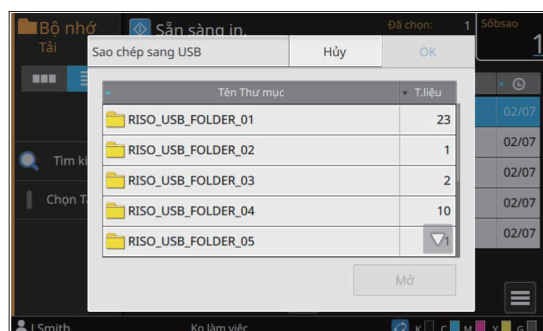 Bộ nhớ
Sẵn sàng in.
Đã chọn: 1
Sốbsao
Tải
1
Sao chép sang USB
Hủy
OK
Tên Thư mục
T.liệu
RISO_USB_FOLDER_01 23
02/07
RISO_USB_FOLDER_02 1
02/07
Tìm
RISO_USB_FOLDER_03 2
02/07
Chọn
RISO_USB_FOLDER_04 10
02/07
RISO_USB_FOLDER_05 1
02/07
Mở
J Smith
Ko làm việc
K C M Y G